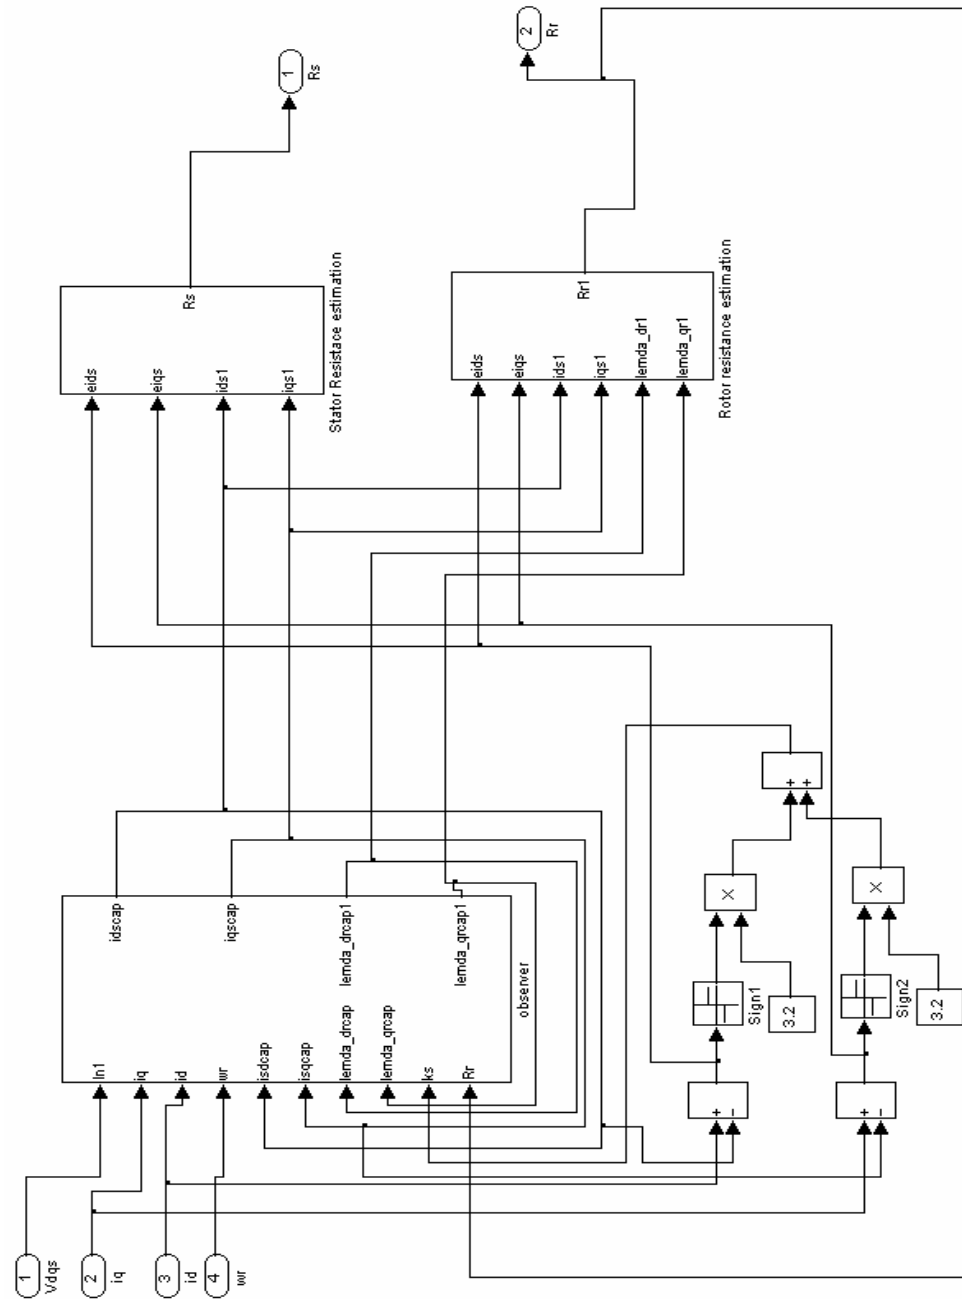 1
Vdqs
2
iq
3
id
4
wr
In1
iq
id
wr
isdcap
isqcap
lemda_drcap
lemda_qrcap
ks
Rr
idscap
iqscap
lemda_drcap1
lemda_qrcap1
observer
+
−
+
−
Sign1
3.2
×
Sign2
3.2
×
+
+
eids
eiqs
ids1
iqs1
Rs
Stator Resistace estimation
eids
eiqs
ids1
iqs1
lemda_dr1
lemda_qr1
Rr1
Rotor resistance estimation
1
Rs
2
Rr